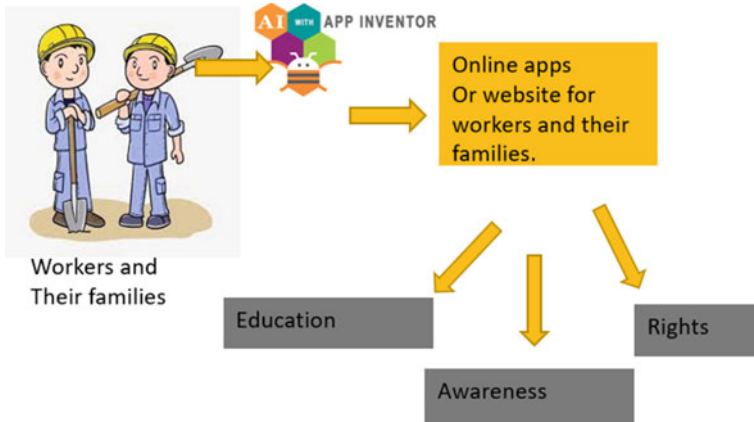 AI WITH APP INVENTOR
Online apps
Or website for
workers and their
families.
Workers and
Their families
Education
Rights
Awareness